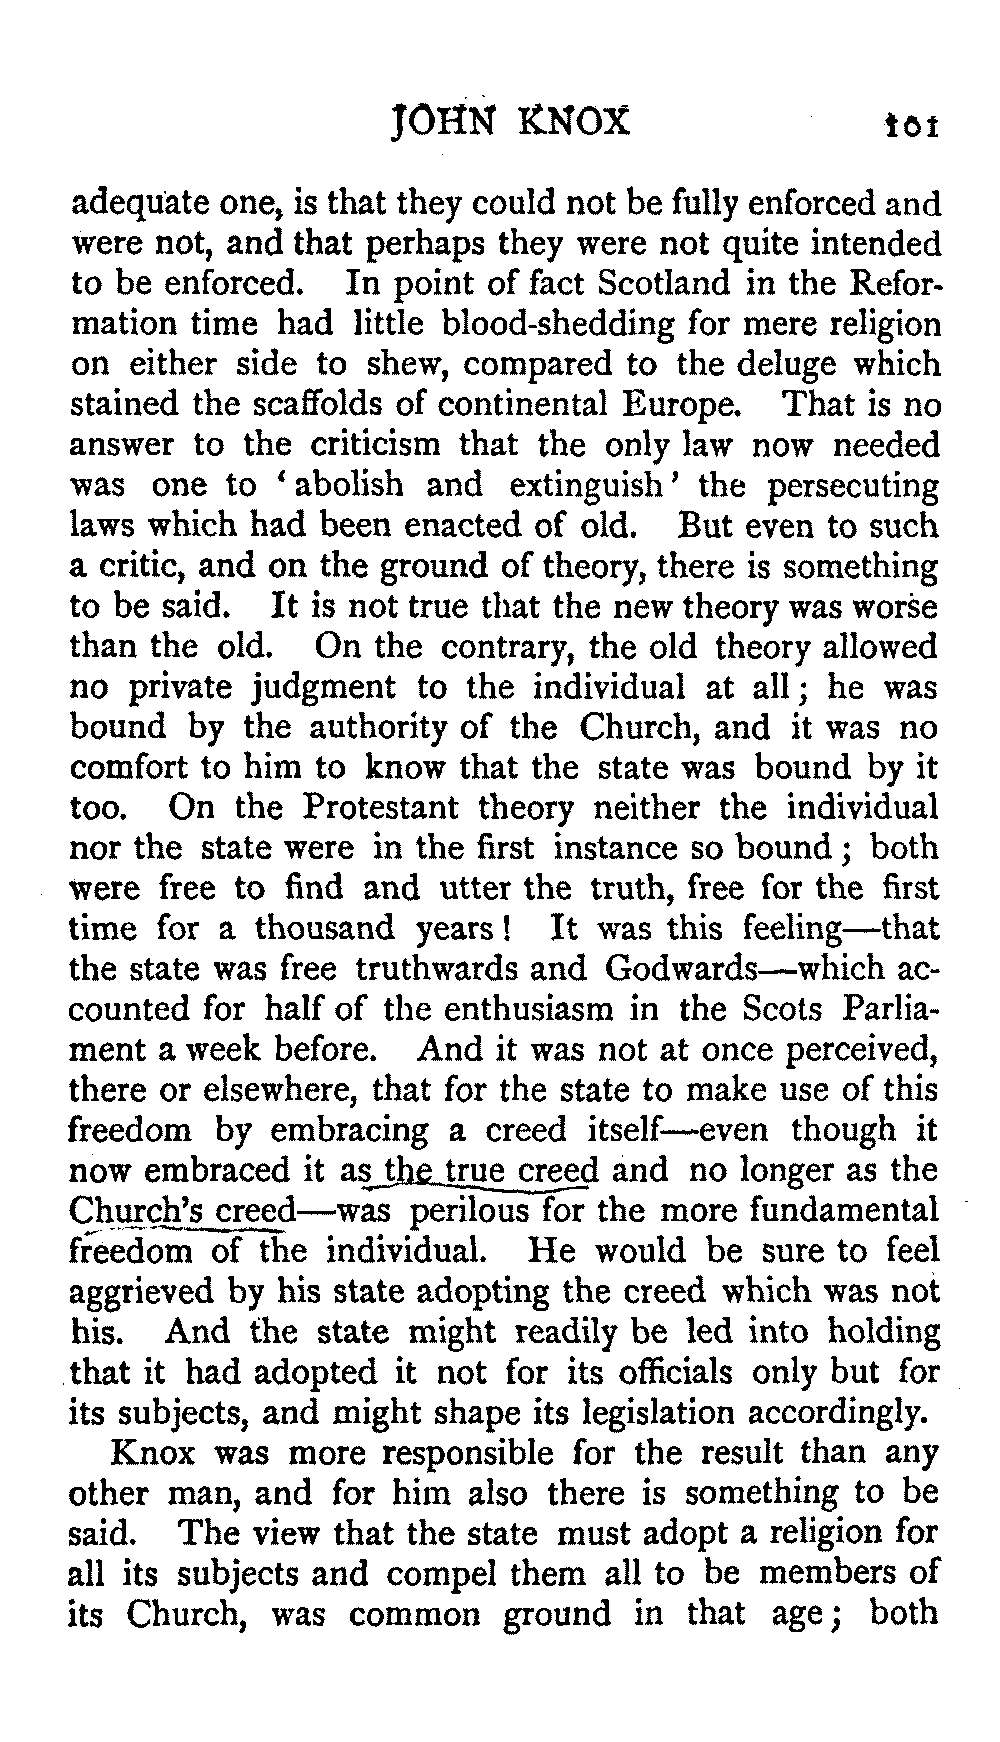 JOHN KNOX 101
adequate one, is that they could not be fully enforced and
were not, and that perhaps they were not quite intended
to be enforced. In point of fact Scotland in the Refor-
mation time had little blood-shedding for mere religion
on either side to shew, compared to the deluge which
stained the scaffolds of continental Europe. That is no
answer to the criticism that the only law now needed
was one to ‘abolish and extinguish’ the persecuting
laws which had been enacted of old. But even to such
a critic, and on the ground of theory, there is something
to be said. It is not true that the new theory was worse
than the old. On the contrary, the old theory allowed
no private judgment to the individual at all; he was
bound by the authority of the Church, and it was no
comfort to him to know that the state was bound by it
too. On the Protestant theory neither the individual
nor the state were in the first instance so bound; both
were free to find and utter the truth, free for the first
time for a thousand years! It was this feeling—that
the state was free truthwards and Godwards—which ac-
counted for half of the enthusiasm in the Scots Parlia-
ment a week before. And it was not at once perceived,
there or elsewhere, that for the state to make use of this
freedom by embracing a creed itself—even though it
now embraced it as the true creed and no longer as the
Church's creed—was perilous for the more fundamental
freedom of the individual. He would be sure to feel
aggrieved by his state adopting the creed which was not
his. And the state might readily be led into holding
that it had adopted it not for its officials only but for
its subjects, and might shape its legislation accordingly.
Knox was more responsible for the result than any
other man, and for him also there is something to be
said. The view that the state must adopt a religion for
all its subjects and compel them all to be members of
its Church, was common ground in that age; both